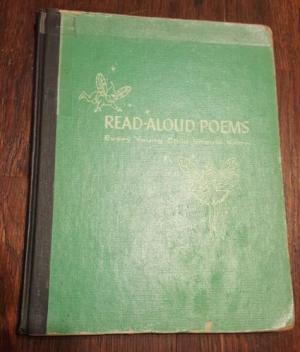 READ-ALOUD POEMS
Every Young Child Should Know